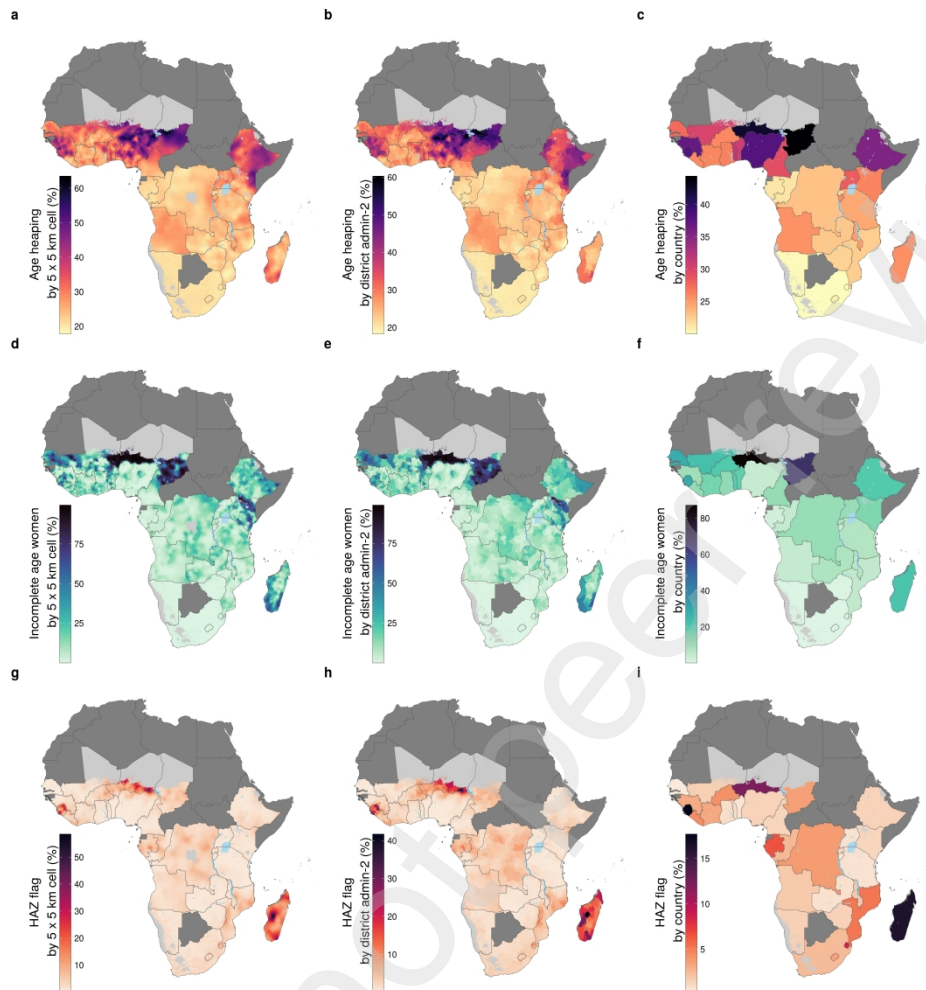 a
b
c
Age heaping
by 5 x 5 km cell (%)
60
50
40
30
20
Age heaping
by district admin-2 (%)
60
50
40
30
20
Age heaping
by country (%)
40
35
30
25
d
e
f
Incomplete age women
by 5 x 5 km cell (%)
75
50
25
Incomplete age women
by district admin-2 (%)
75
50
25
Incomplete age women
by country (%)
80
60
40
20
g
h
i
HAZ flag
by 5 x 5 km cell (%)
50
40
30
20
10
HAZ flag
by district admin-2 (%)
40
30
20
10
HAZ flag
by country (%)
15
10
5
not peer rev